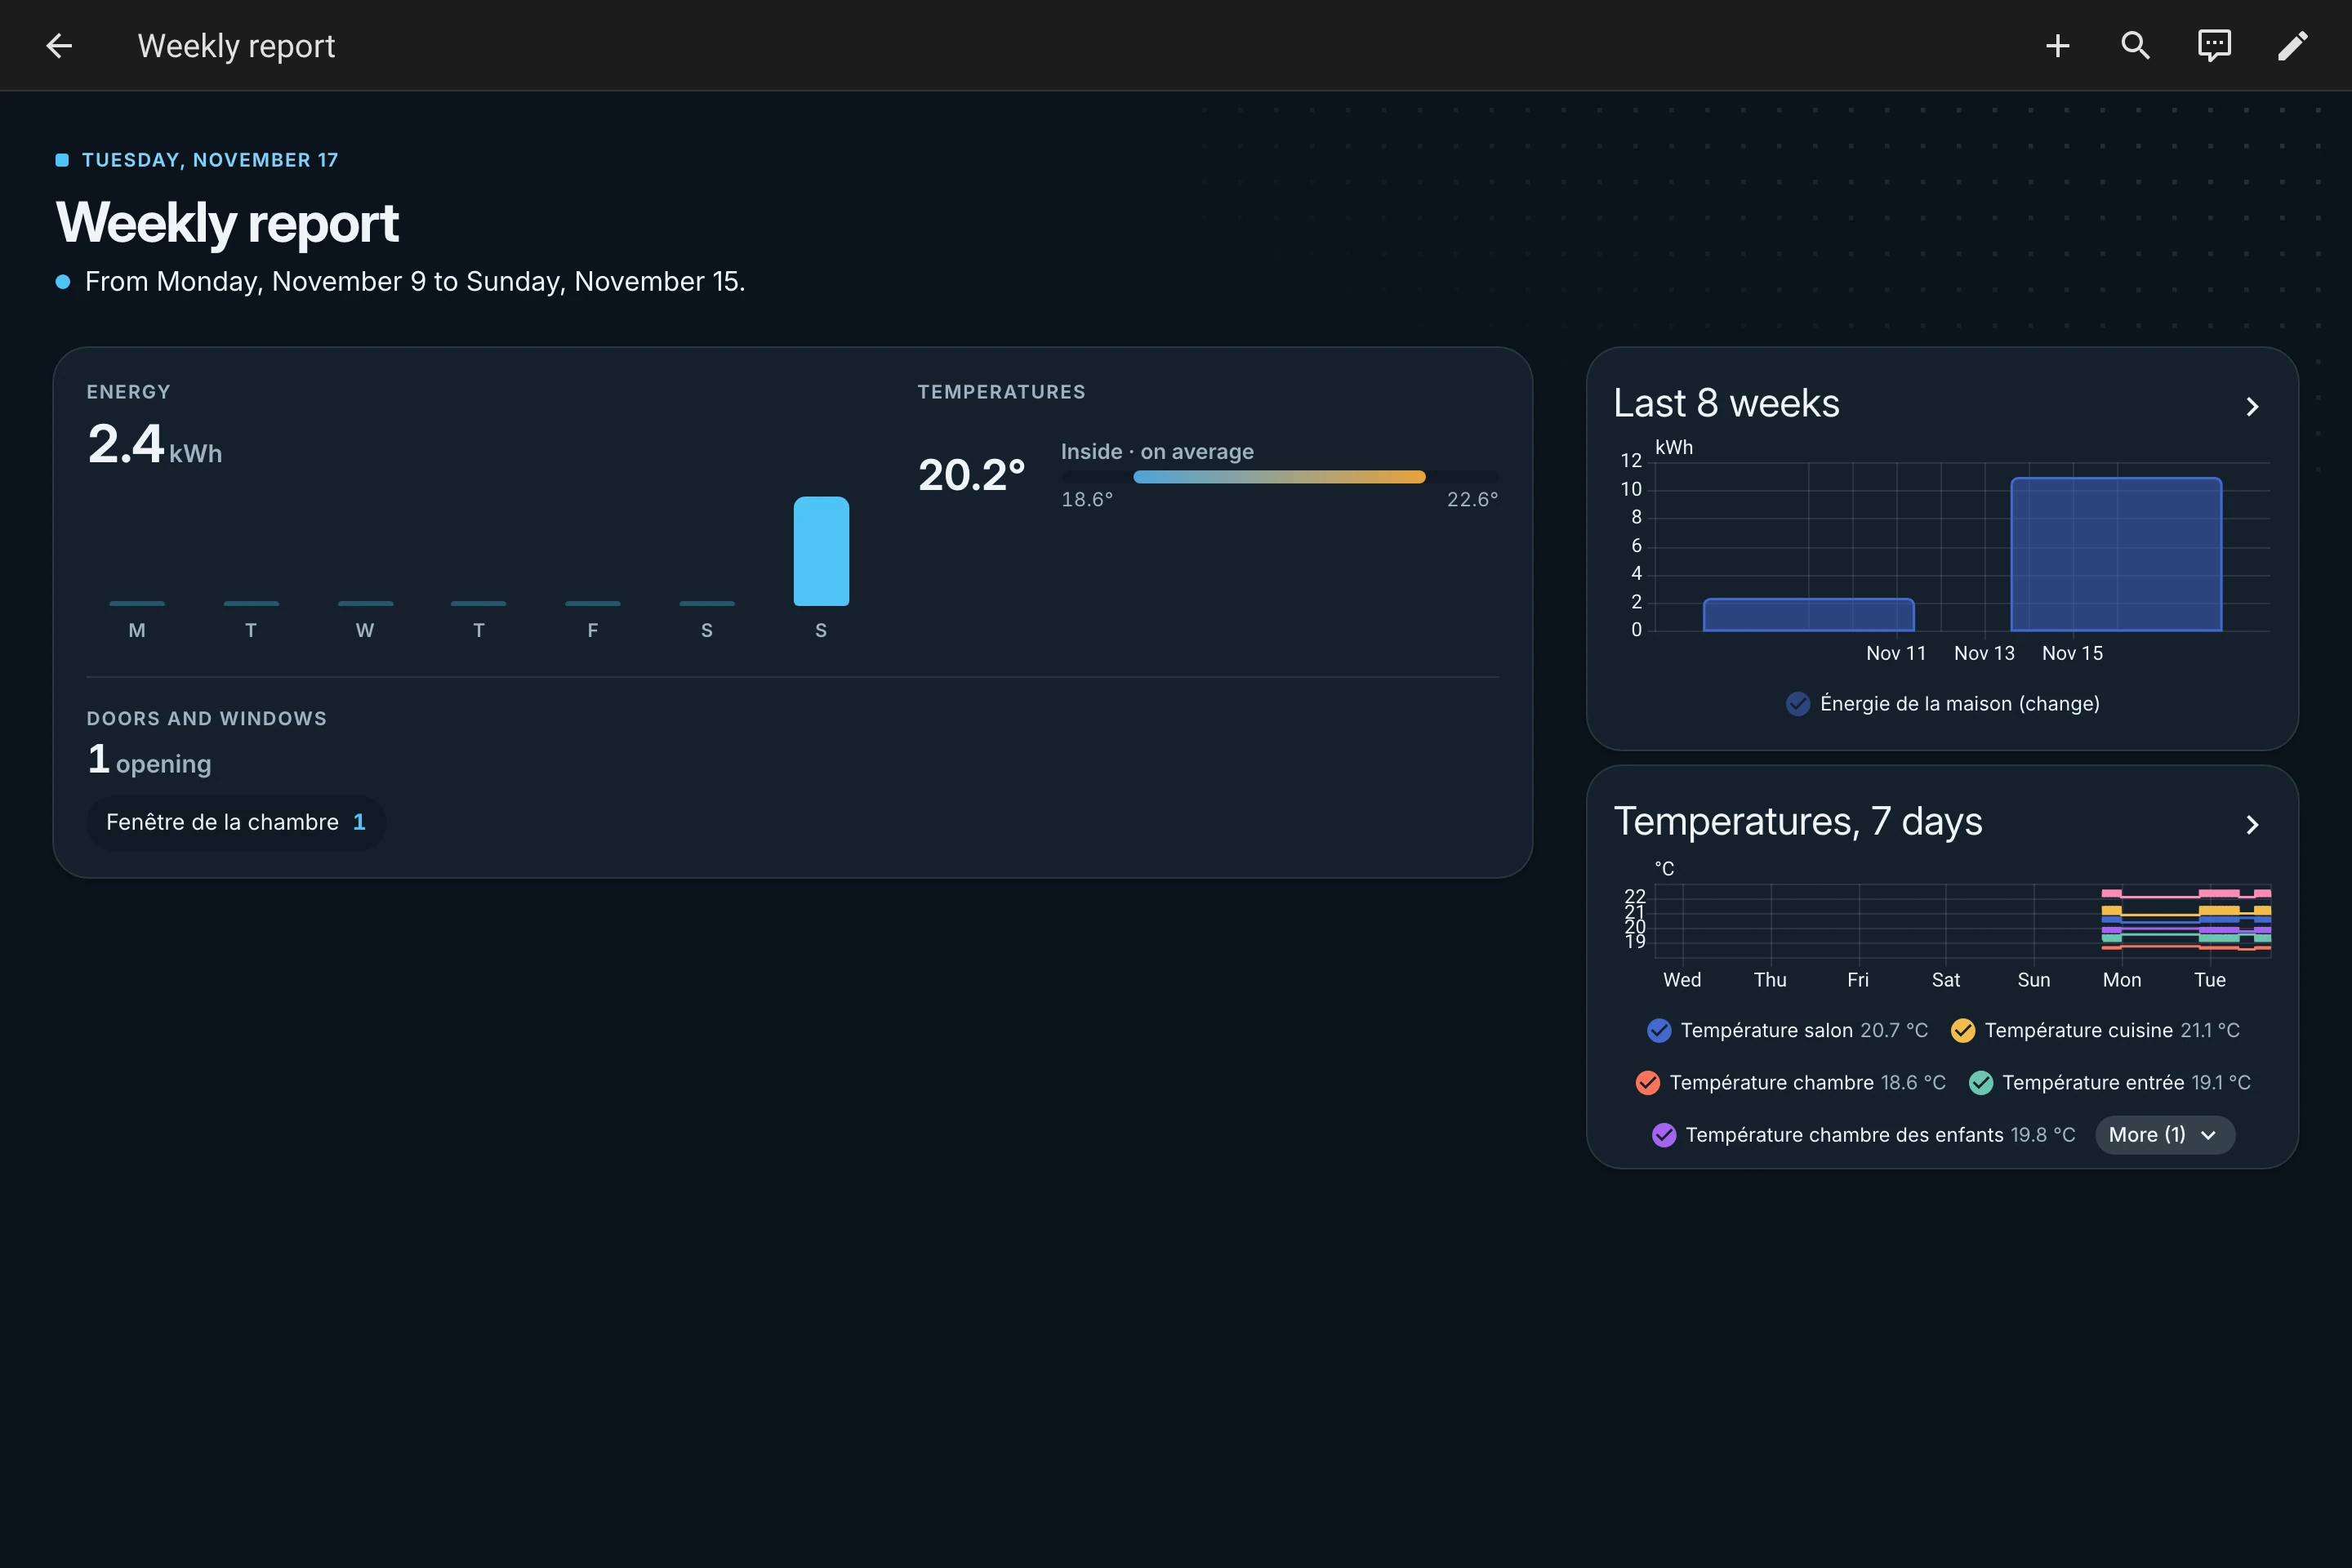 Weekly report
TUESDAY, NOVEMBER 17
Weekly report
From Monday, November 9 to Sunday, November 15.
ENERGY
2.4 kWh
M T W T F S S
TEMPERATURES
20.2°
Inside · on average
18.6° 22.6°
DOORS AND WINDOWS
1 opening
Fenêtre de la chambre 1
Last 8 weeks
kWh
12
10
8
6
4
2
0
Nov 11 Nov 13 Nov 15
Énergie de la maison (change)
Temperatures, 7 days
°C
22
21
20
19
Wed Thu Fri Sat Sun Mon Tue
Température salon 20.7 °C Température cuisine 21.1 °C
Température chambre 18.6 °C Température entrée 19.1 °C
Température chambre des enfants 19.8 °C More (1)